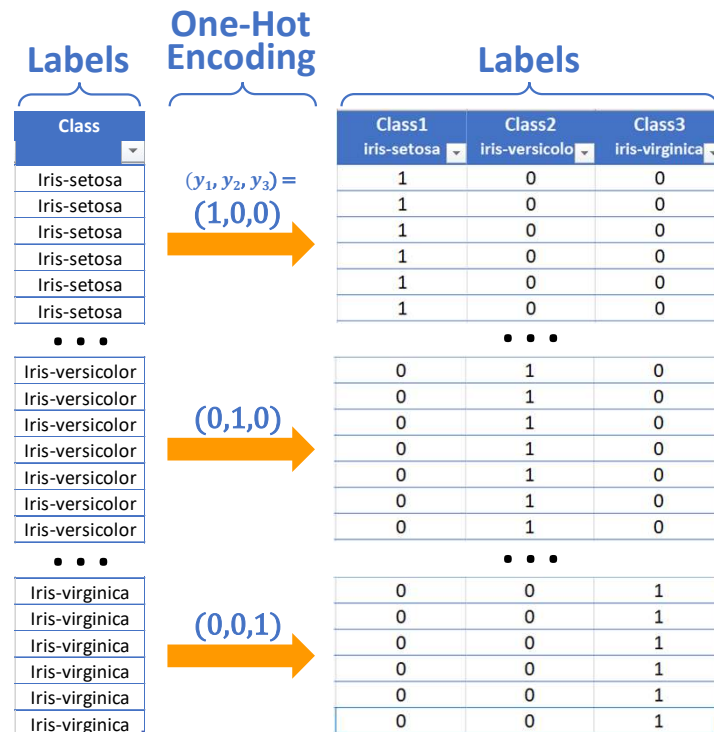 Labels
One-Hot
Encoding
Labels
Class
Iris-setosa
Iris-setosa
Iris-setosa
Iris-setosa
Iris-setosa
Iris-setosa
• • •
Iris-versicolor
Iris-versicolor
Iris-versicolor
Iris-versicolor
Iris-versicolor
Iris-versicolor
Iris-versicolor
• • •
Iris-virginica
Iris-virginica
Iris-virginica
Iris-virginica
Iris-virginica
Iris-virginica
(y₁, y₂, y₃) =
(1,0,0)
(0,1,0)
(0,0,1)
Class1 Class2 Class3
iris-setosa iris-versicolo iris-virginica
1 0 0
1 0 0
1 0 0
1 0 0
1 0 0
1 0 0
• • •
0 1 0
0 1 0
0 1 0
0 1 0
0 1 0
0 1 0
0 1 0
• • •
0 0 1
0 0 1
0 0 1
0 0 1
0 0 1
0 0 1